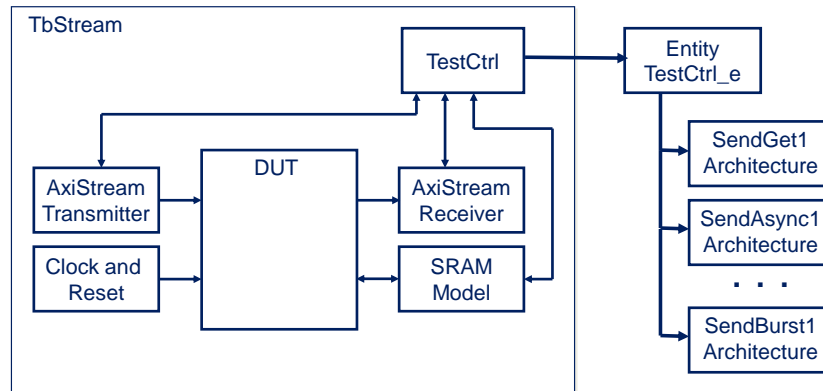 TbStream
TestCtrl
Entity
TestCtrl_e
DUT
AxiStream
Transmitter
AxiStream
Receiver
Clock and
Reset
SRAM
Model
SendGet1
Architecture
SendAsync1
Architecture
. . .
SendBurst1
Architecture